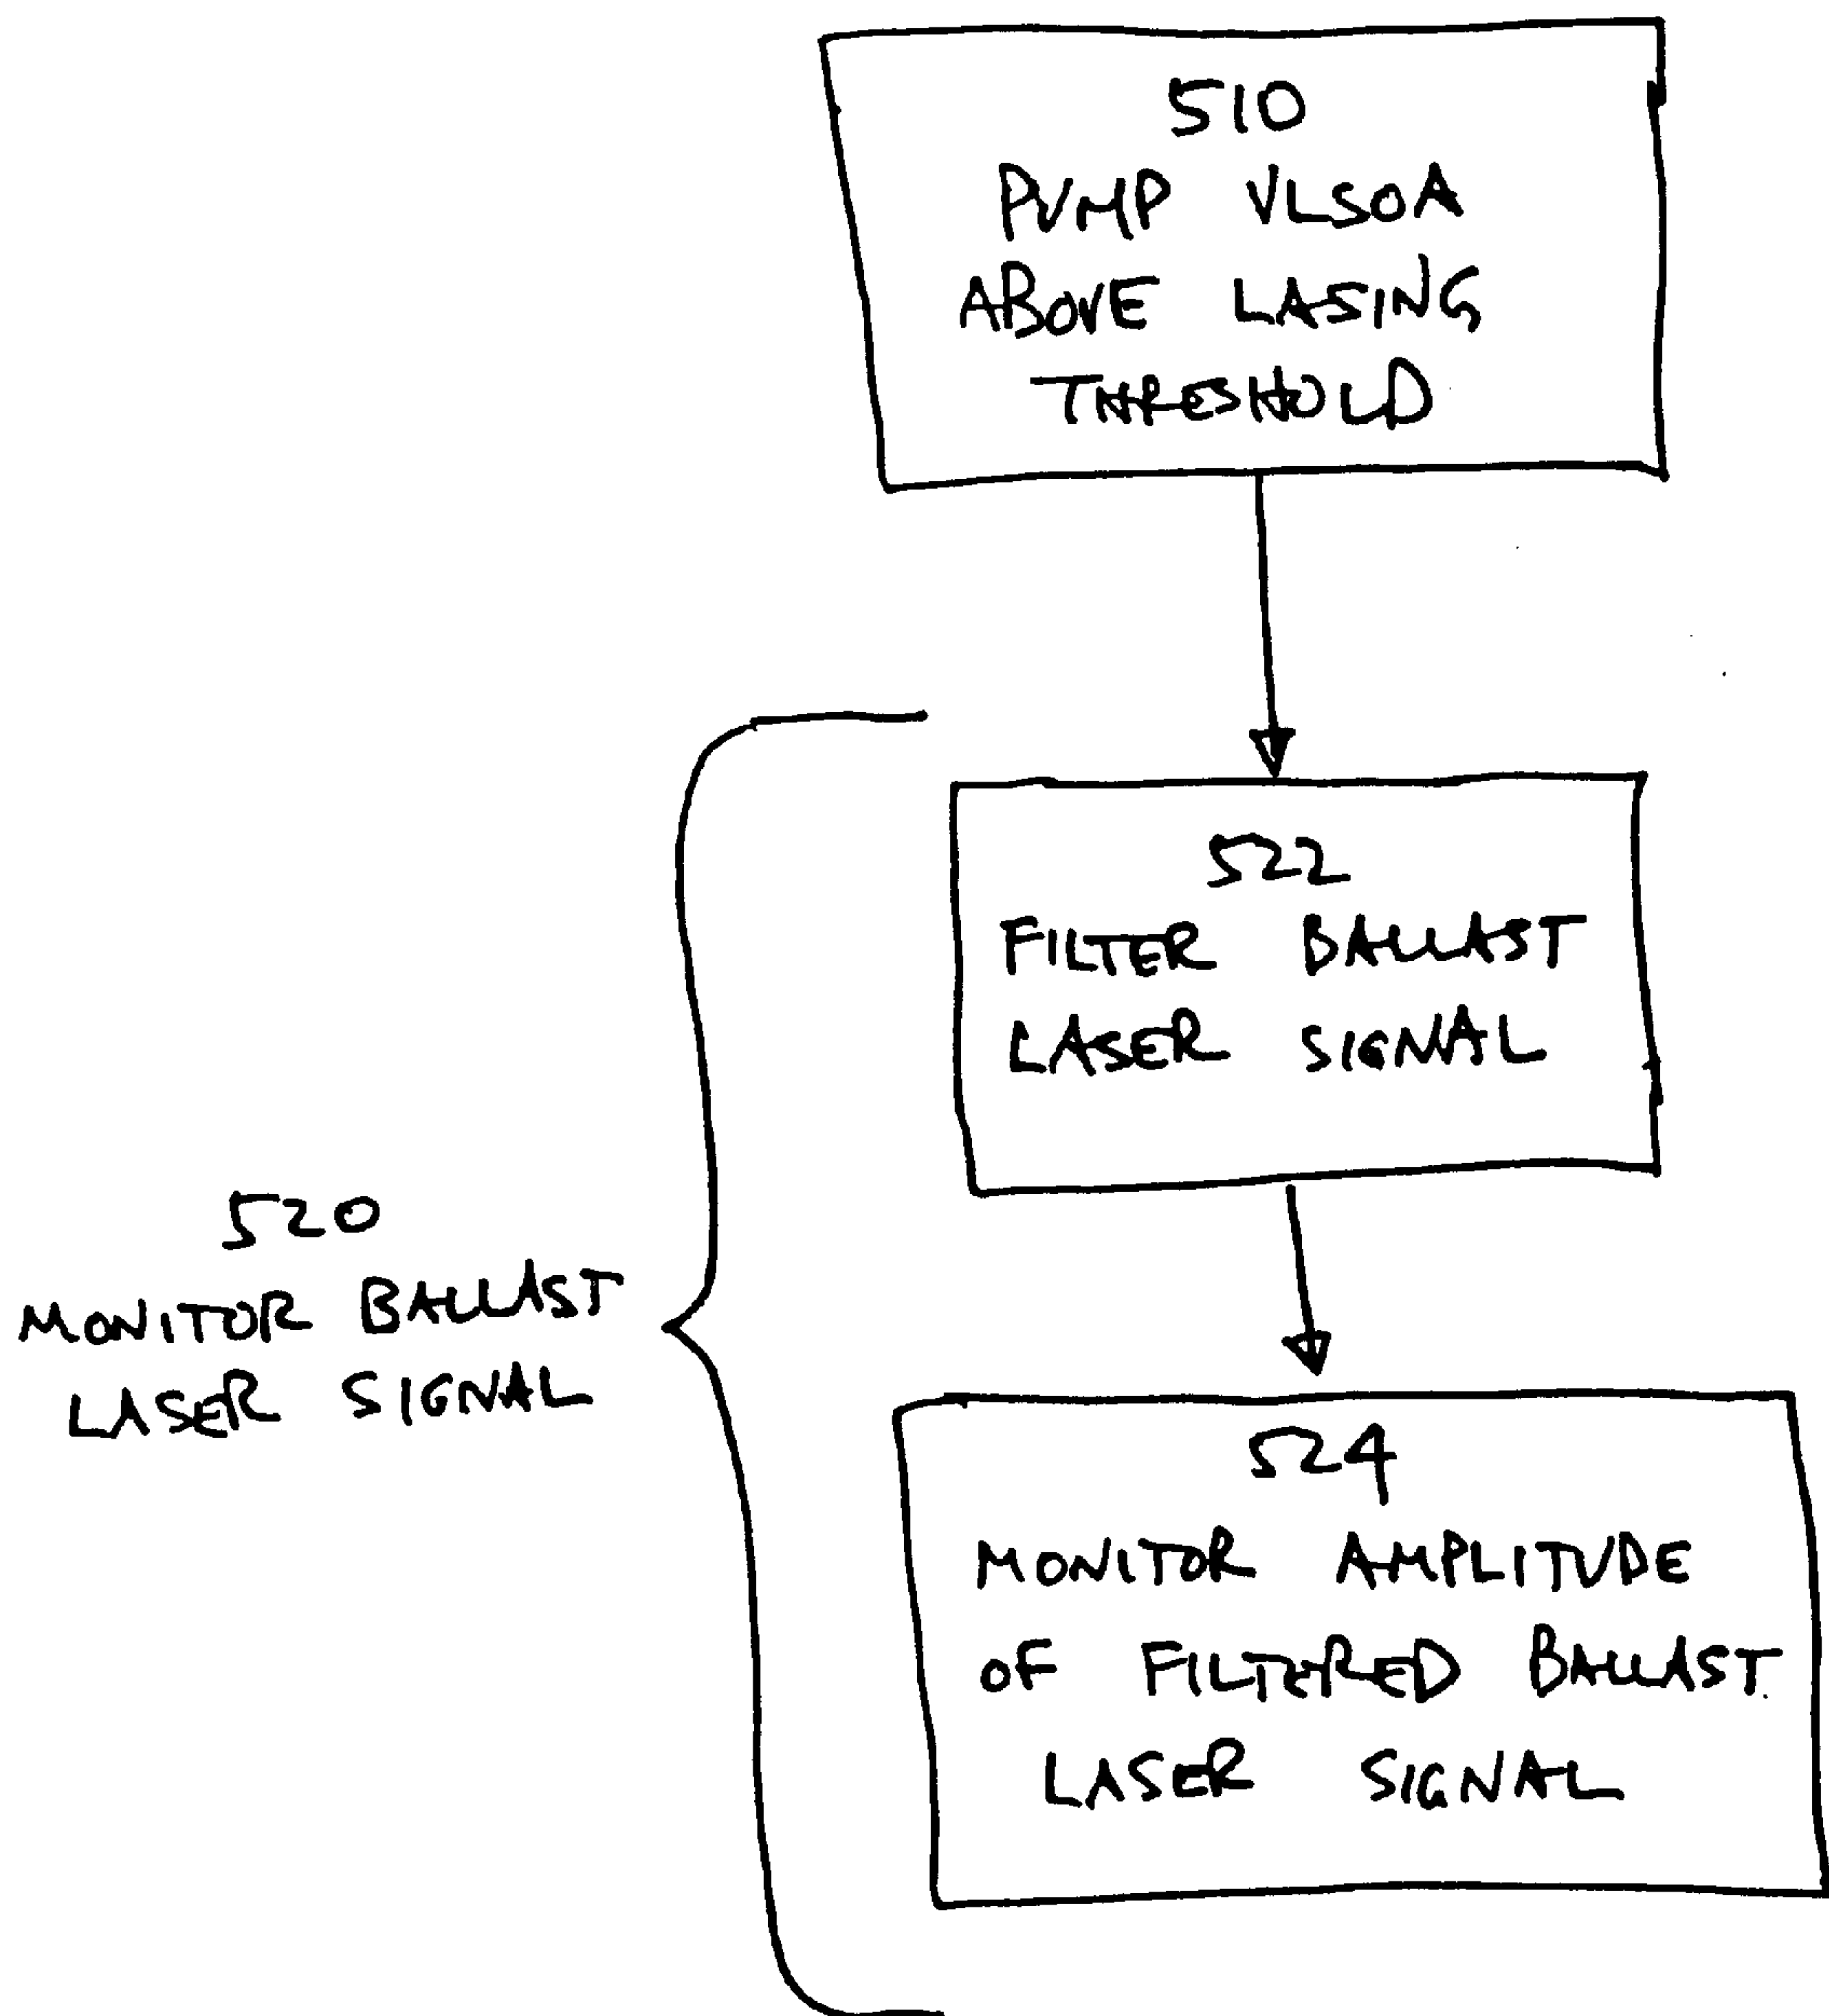 510
PUMP VLSOA
ABOVE LASING
THRESHOLD
522
FILTER BALLAST
LASER SIGNAL
520
MONITOR BALLAST
LASER SIGNAL
524
MONITOR AMPLITUDE
OF FILTERED BALLAST
LASER SIGNAL